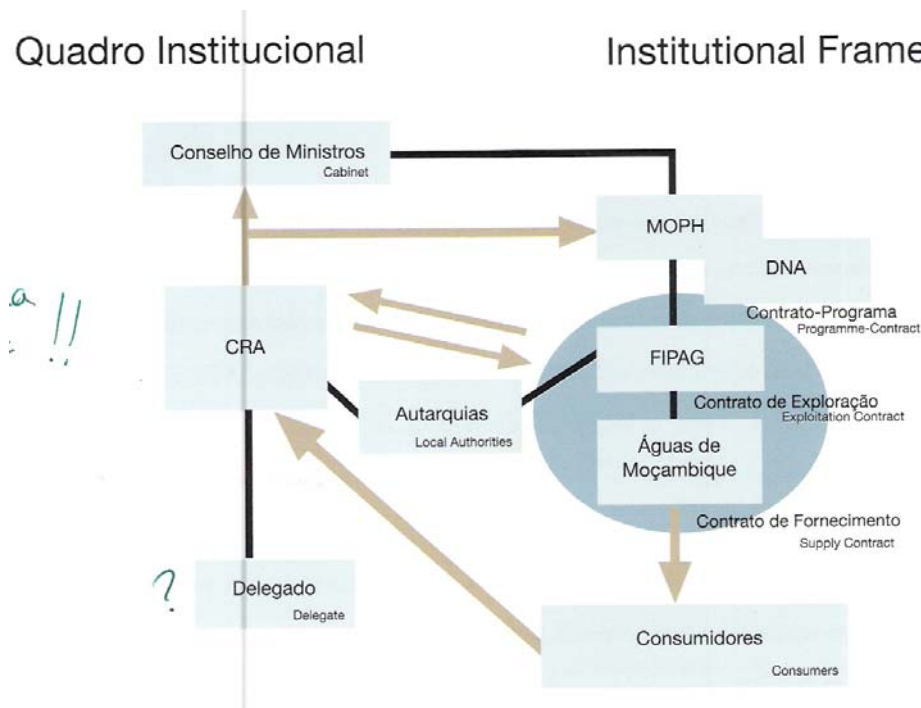 Quadro Institucional
Institutional Frame
Conselho de Ministros
Cabinet
MOPH
DNA
Contrato-Programa
Programme-Contract
a
!!
CRA
FIPAG
Contrato de Exploração
Exploitation Contract
Autarquias
Local Authorities
Águas de
Moçambique
Contrato de Fornecimento
Supply Contract
?
Delegado
Delegate
Consumidores
Consumers